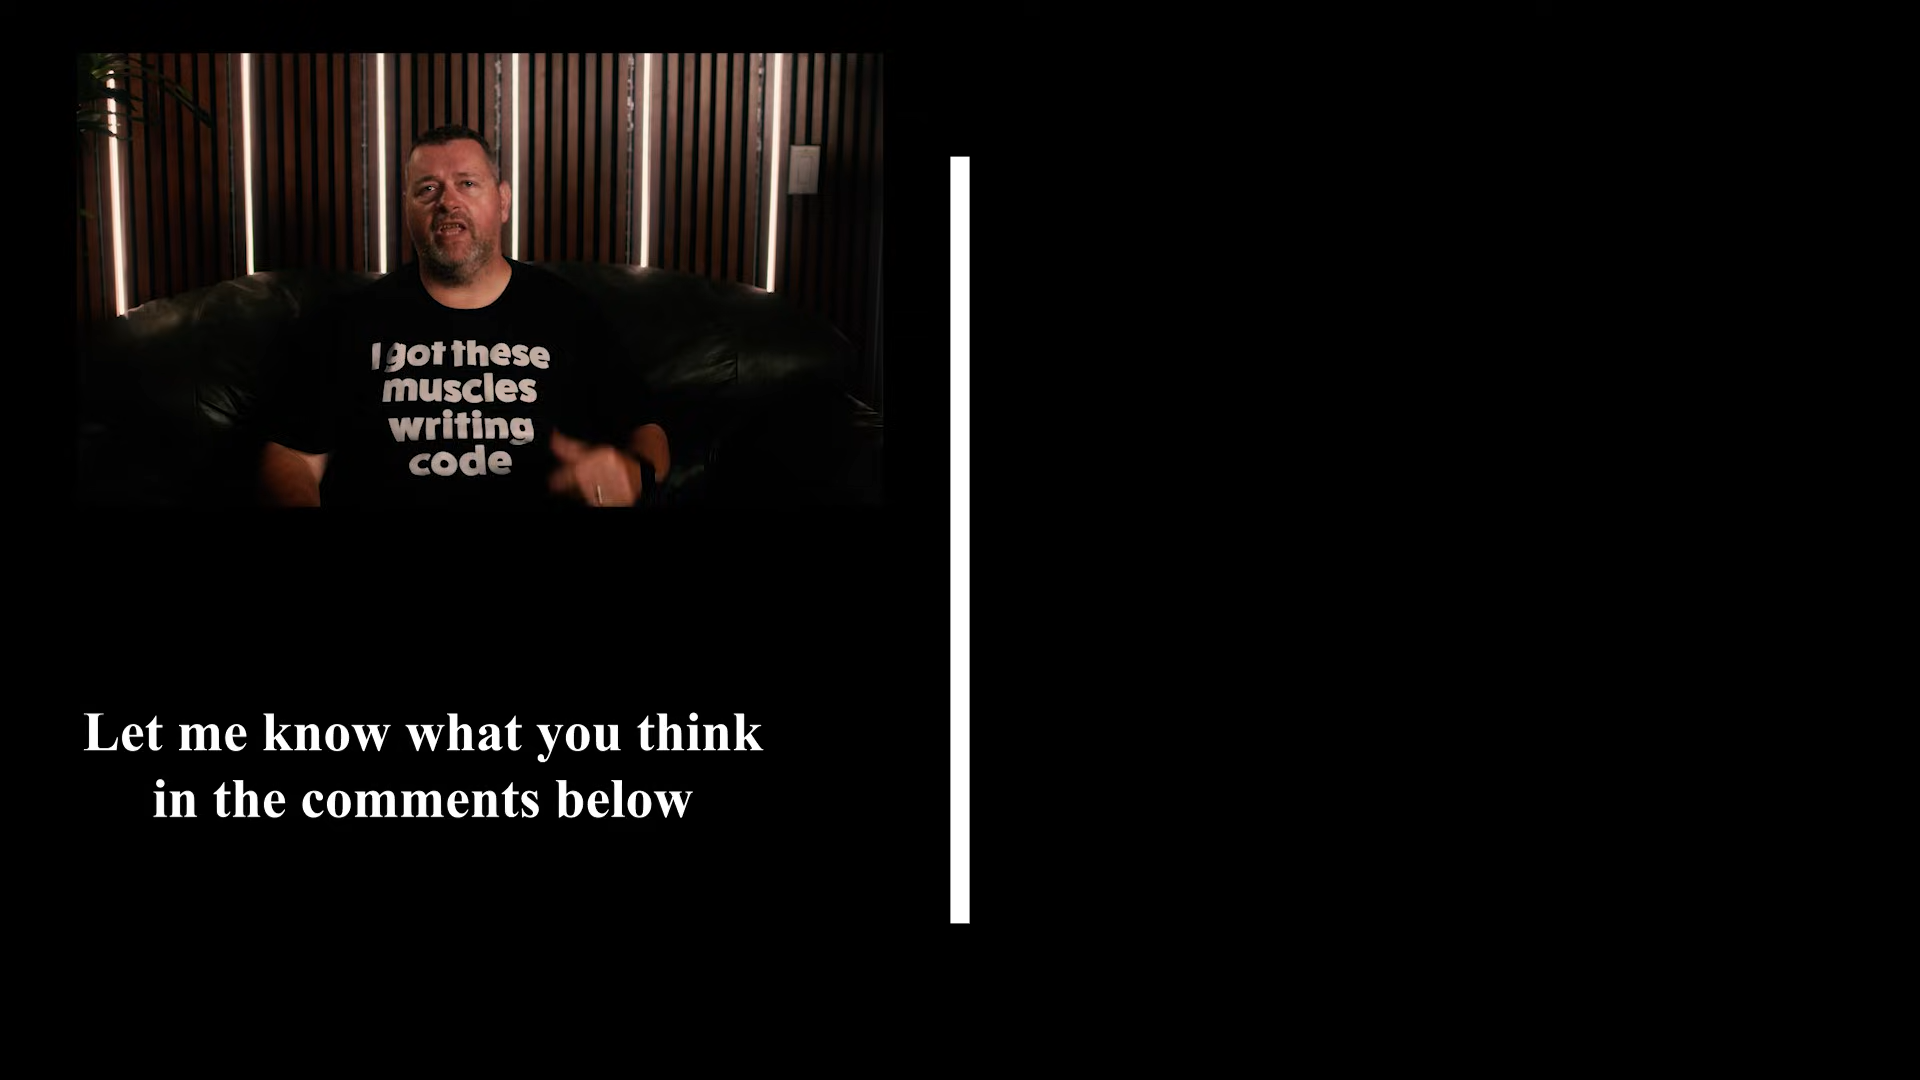 I got these
muscles
writing
code
Let me know what you think
in the comments below